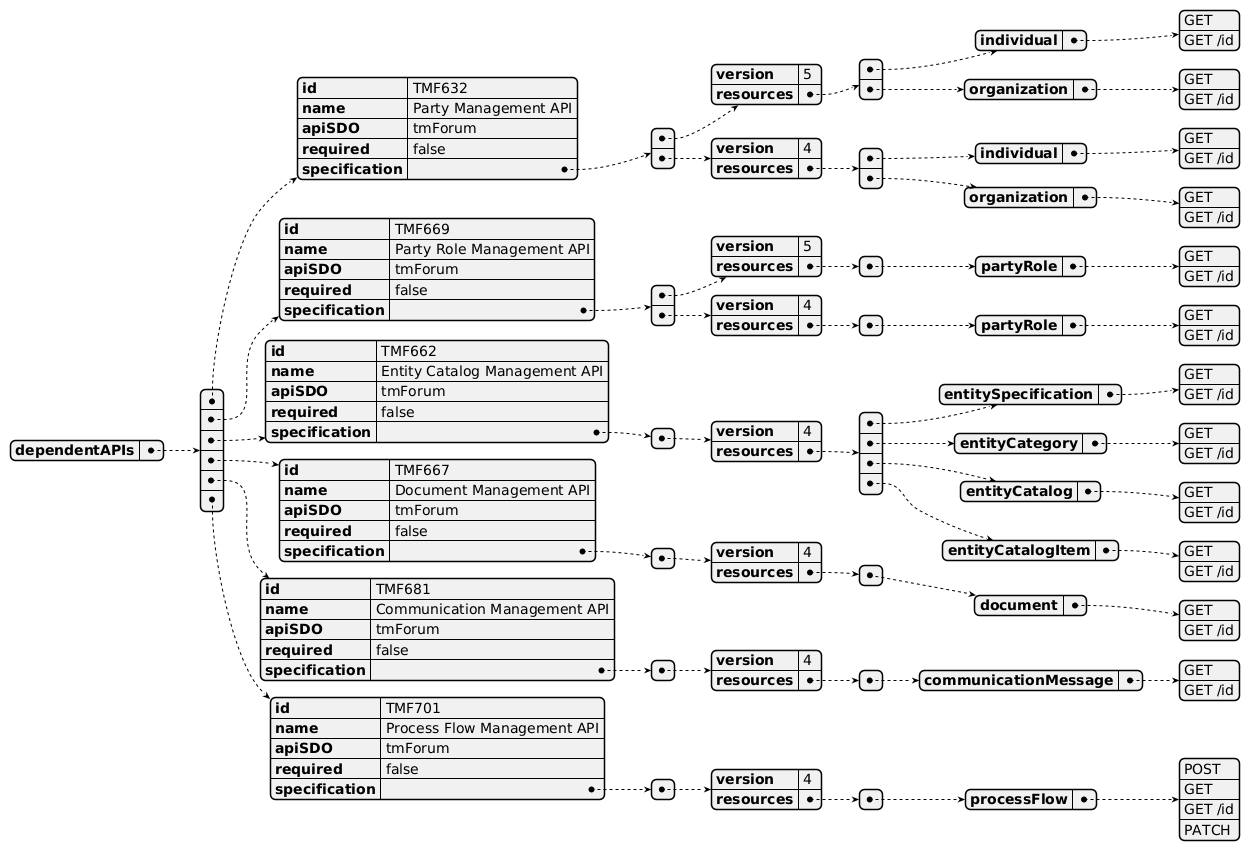 dependentAPIs
id TMF632
name Party Management API
apiSDO tmForum
required false
specification
version 5
resources
individual
GET
GET /id
organization
GET
GET /id
version 4
resources
individual
GET
GET /id
organization
GET
GET /id
id TMF669
name Party Role Management API
apiSDO tmForum
required false
specification
version 5
resources
partyRole
GET
GET /id
version 4
resources
partyRole
GET
GET /id
id TMF662
name Entity Catalog Management API
apiSDO tmForum
required false
specification
version 4
resources
entitySpecification
GET
GET /id
entityCategory
GET
GET /id
entityCatalog
GET
GET /id
entityCatalogItem
GET
GET /id
id TMF667
name Document Management API
apiSDO tmForum
required false
specification
version 4
resources
document
GET
GET /id
id TMF681
name Communication Management API
apiSDO tmForum
required false
specification
version 4
resources
communicationMessage
GET
GET /id
id TMF701
name Process Flow Management API
apiSDO tmForum
required false
specification
version 4
resources
processFlow
POST
GET
GET /id
PATCH